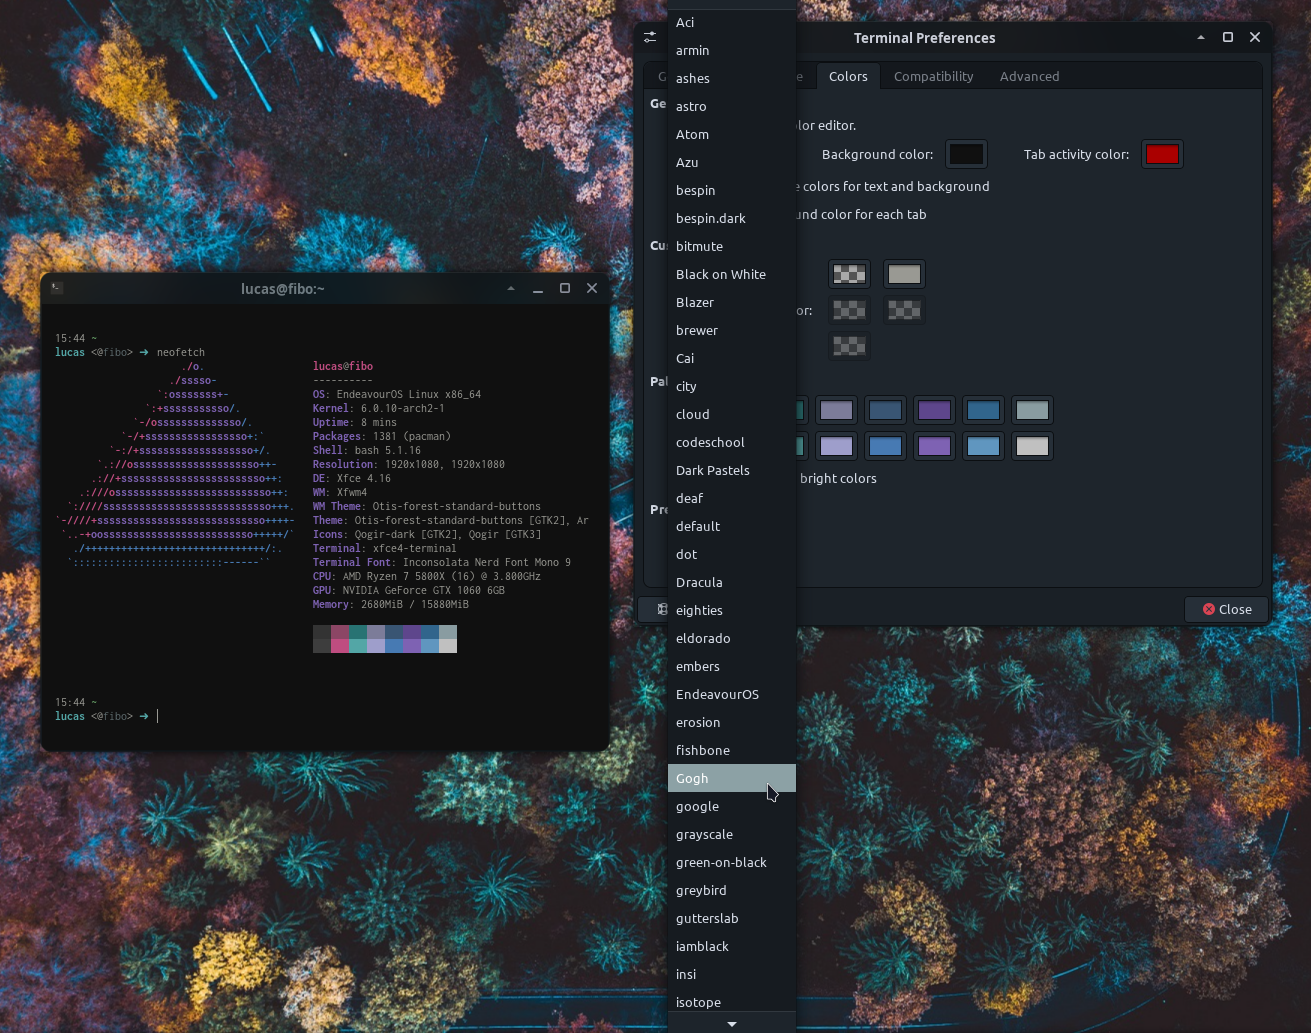 lucas@fibo:~
15:44 ~
lucas <@fibo> ➜ neofetch
./o.
./sssso-
`:osssssss+-
`:+sssssssssso/.
`-/ossssssssssssso/.
`-/+sssssssssssssssso+:`
`-:/+sssssssssssssssssso+/.
`.://osssssssssssssssssssso++-
.://+ssssssssssssssssssssssso++:
.:///ossssssssssssssssssssssssso++:
`:////ssssssssssssssssssssssssssso+++.
`-////+ssssssssssssssssssssssssssso++++-
`..-+oosssssssssssssssssssssssso+++++/`
./++++++++++++++++++++++++++++++/:.
`:::::::::::::::::::::::::------``
lucas@fibo
----------
OS: EndeavourOS Linux x86_64
Kernel: 6.0.10-arch2-1
Uptime: 8 mins
Packages: 1381 (pacman)
Shell: bash 5.1.16
Resolution: 1920x1080, 1920x1080
DE: Xfce 4.16
WM: Xfwm4
WM Theme: Otis-forest-standard-buttons
Theme: Otis-forest-standard-buttons [GTK2], Ar
Icons: Qogir-dark [GTK2], Qogir [GTK3]
Terminal: xfce4-terminal
Terminal Font: Inconsolata Nerd Font Mono 9
CPU: AMD Ryzen 7 5800X (16) @ 3.800GHz
GPU: NVIDIA GeForce GTX 1060 6GB
Memory: 2680MiB / 15880MiB
15:44 ~
lucas <@fibo> ➜
Aci
armin
ashes
astro
Atom
Azu
bespin
bespin.dark
bitmute
Black on White
Blazer
brewer
Cai
city
cloud
codeschool
Dark Pastels
deaf
default
dot
Dracula
eighties
eldorado
embers
EndeavourOS
erosion
fishbone
Gogh
google
grayscale
green-on-black
greybird
gutterslab
iamblack
insi
isotope
Terminal Preferences
G e Colors Compatibility Advanced
Ge
lor editor.
Background color: Tab activity color:
e colors for text and background
und color for each tab
Cu
or:
Pal
bright colors
Pre
Close